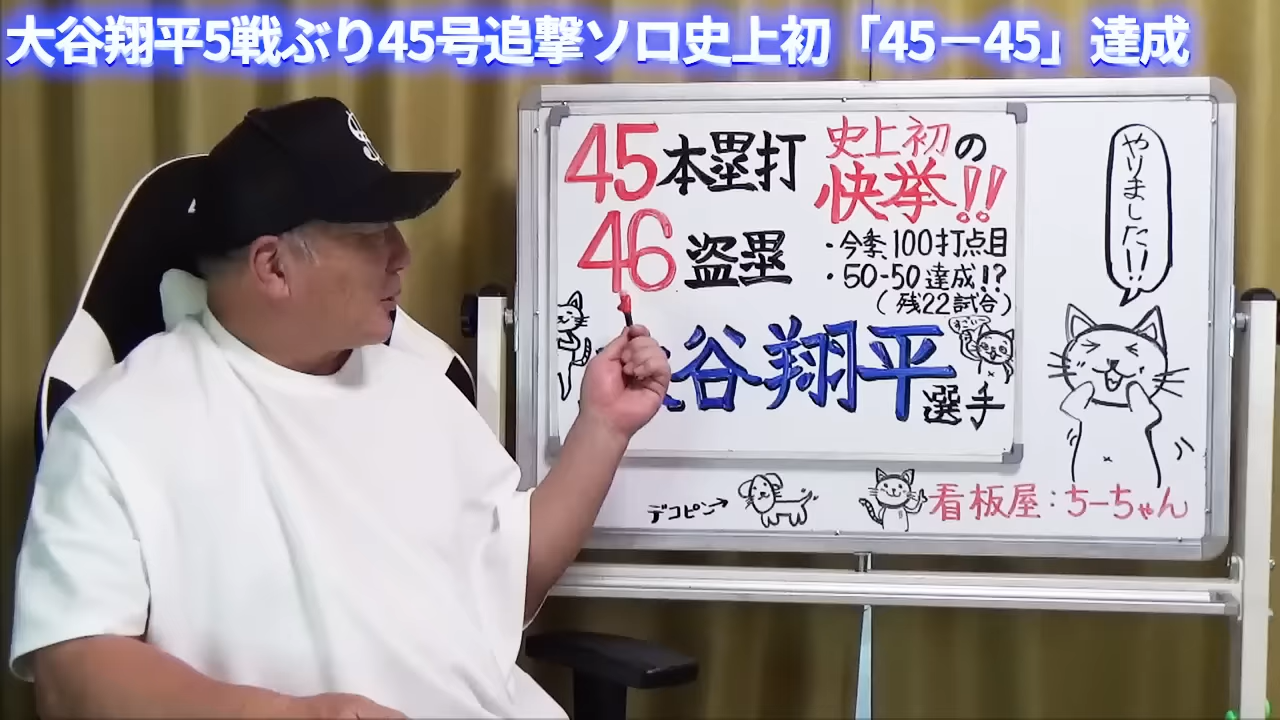 大谷翔平5戦ぶり45号追撃ソロ史上初「45－45」達成
45本塁打
46盗塁
史上初の
快挙!!
・今季、100打点目
・50-50達成!?
(残22試合)
すごい
谷翔平選手
やりました!!
デコピン→
看板屋:ちーちゃん